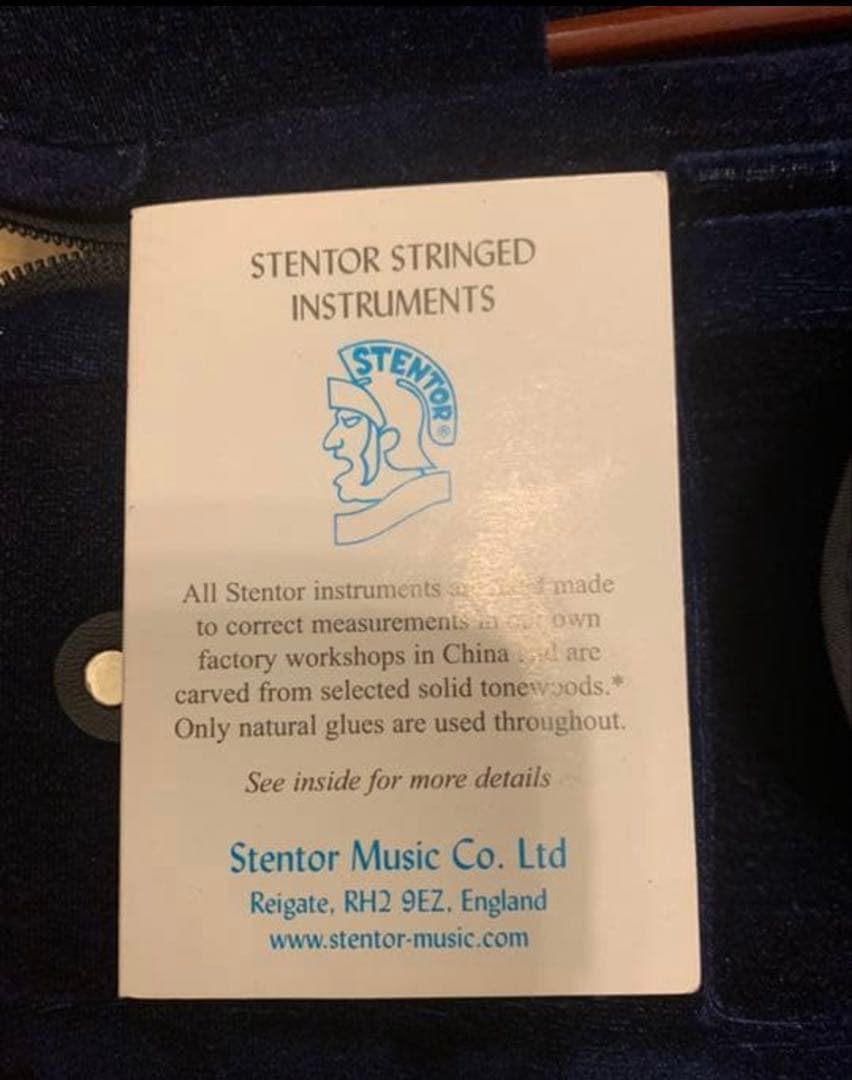 STENTOR STRINGED
INSTRUMENTS
STENTOR®
All Stentor instruments made
to correct measurements own
factory workshops in China are
carved from selected solid tonewoods.*
Only natural glues are used throughout.
See inside for more details
Stentor Music Co. Ltd
Reigate, RH2 9EZ, England
www.stentor-music.com